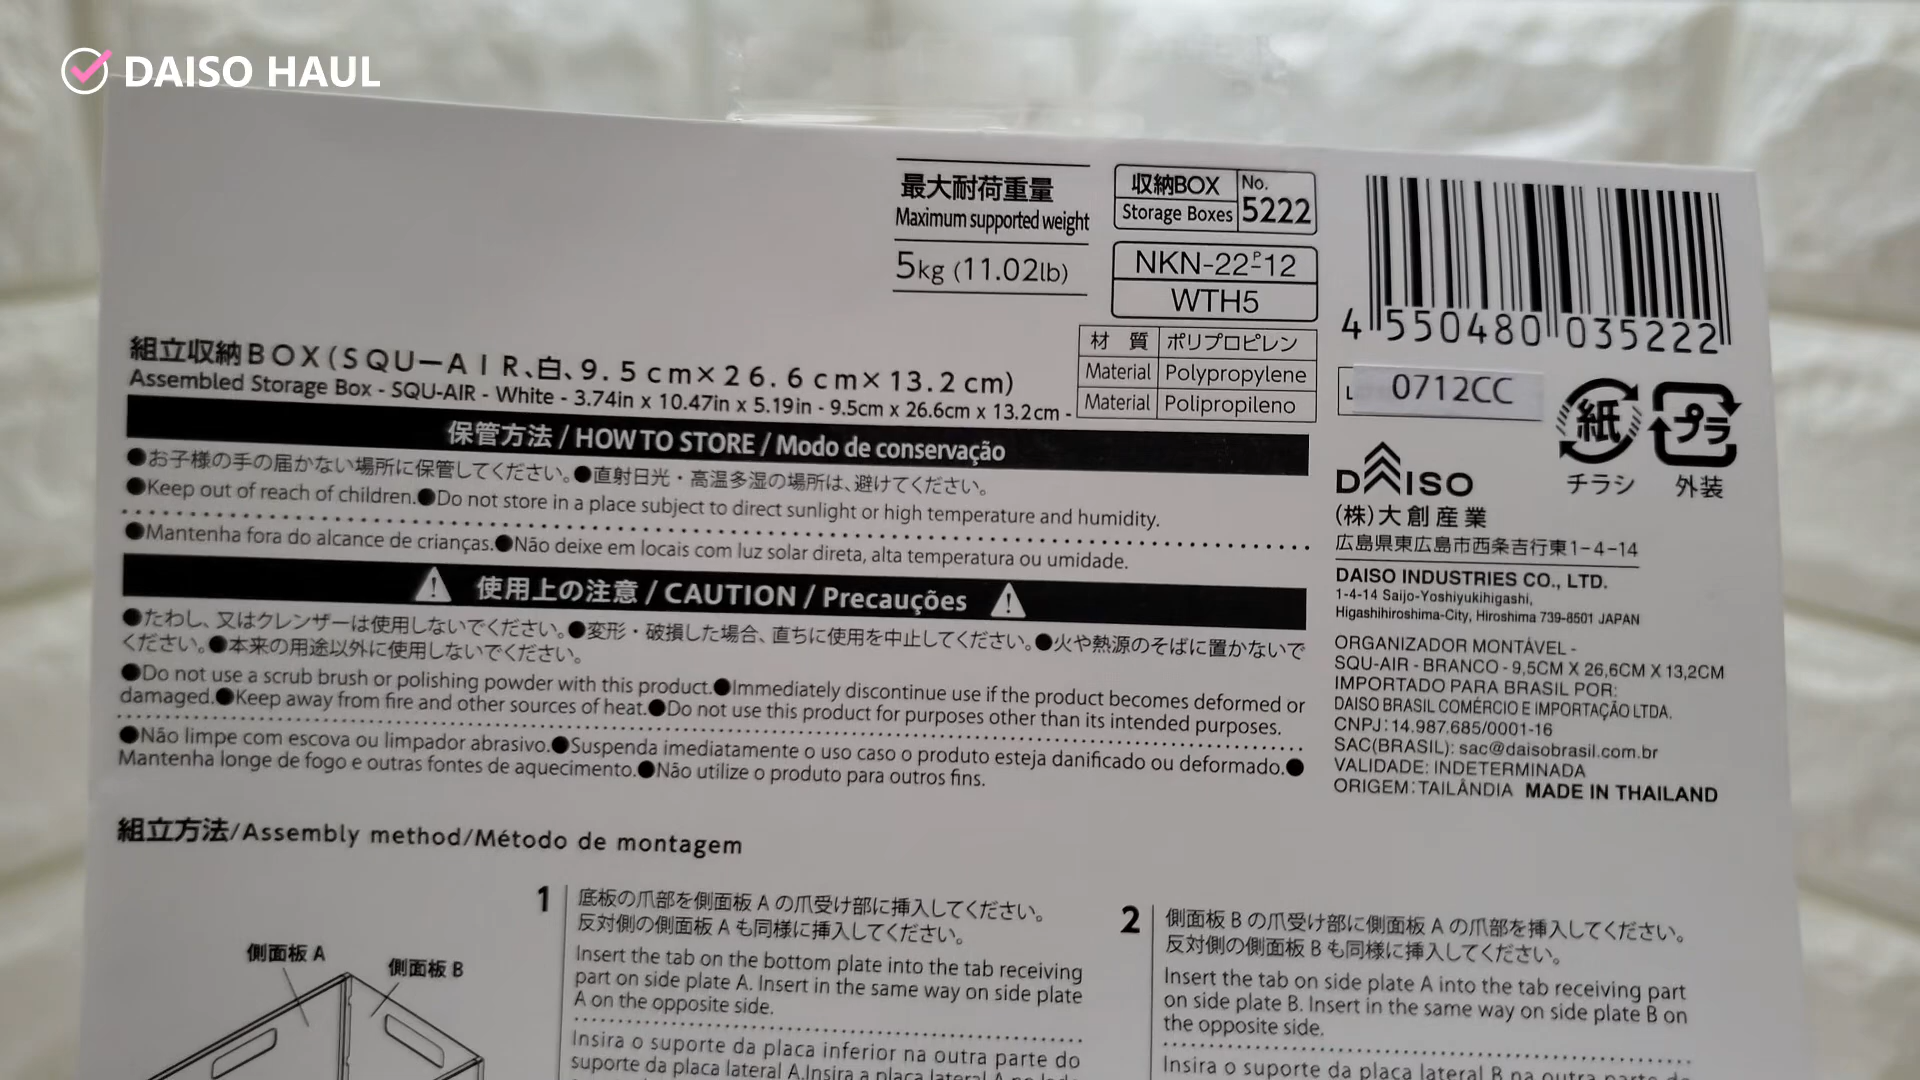 DAISO HAUL
最大耐荷重量
Maximum supported weight
5kg (11.02lb)
収納BOX
Storage Boxes
No.
5222
NKN-22-P-12
WTH5
4 550480 035222
材 質 ポリプロピレン
Material Polypropylene
Material Polipropileno
L 0712CC
組立収納BOX(SQUーAIR、白、9.5cm×26.6cm×13.2cm)
Assembled Storage Box - SQU-AIR - White - 3.74in x 10.47in x 5.19in - 9.5cm x 26.6cm x 13.2cm -
保管方法 / HOW TO STORE / Modo de conservação
●お子様の手の届かない場所に保管してください。●直射日光・高温多湿の場所は、避けてください。
●Keep out of reach of children.●Do not store in a place subject to direct sunlight or high temperature and humidity.
●Mantenha fora do alcance de crianças.●Não deixe em locais com luz solar direta, alta temperatura ou umidade.
使用上の注意 / CAUTION / Precauções
●たわし、又はクレンザーは使用しないでください。●変形・破損した場合、直ちに使用を中止してください。●火や熱源のそばに置かないで
ください。●本来の用途以外に使用しないでください。
●Do not use a scrub brush or polishing powder with this product.●Immediately discontinue use if the product becomes deformed or
damaged.●Keep away from fire and other sources of heat.●Do not use this product for purposes other than its intended purposes.
●Não limpe com escova ou limpador abrasivo.●Suspenda imediatamente o uso caso o produto esteja danificado ou deformado.●
Mantenha longe de fogo e outras fontes de aquecimento.●Não utilize o produto para outros fins.
紙
チラシ
プラ
外装
DAISO
(株)大創産業
広島県東広島市西条吉行東1-4-14
DAISO INDUSTRIES CO., LTD.
1-4-14 Saijo-Yoshiyukihigashi,
Higashihiroshima-City, Hiroshima 739-8501 JAPAN
ORGANIZADOR MONTÁVEL -
SQU-AIR - BRANCO - 9,5CM X 26,6CM X 13,2CM
IMPORTADO PARA BRASIL POR:
DAISO BRASIL COMÉRCIO E IMPORTAÇÃO LTDA.
CNPJ: 14.987.685/0001-16
SAC(BRASIL): sac@daisobrasil.com.br
VALIDADE: INDETERMINADA
ORIGEM: TAILÂNDIA MADE IN THAILAND
組立方法/Assembly method/Método de montagem
側面板 A
側面板 B
1
底板の爪部を側面板 A の爪受け部に挿入してください。
反対側の側面板 A も同様に挿入してください。
Insert the tab on the bottom plate into the tab receiving
part on side plate A. Insert in the same way on side plate
A on the opposite side.
Insira o suporte da placa inferior na outra parte do
suporte da placa lateral A.Insira a placa lateral A no lado
2
側面板 B の爪受け部に側面板 A の爪部を挿入してください。
反対側の側面板 B も同様に挿入してください。
Insert the tab on side plate A into the tab receiving part
on side plate B. Insert in the same way on side plate B on
the opposite side.
Insira o suporte da placa lateral B na outra parte do